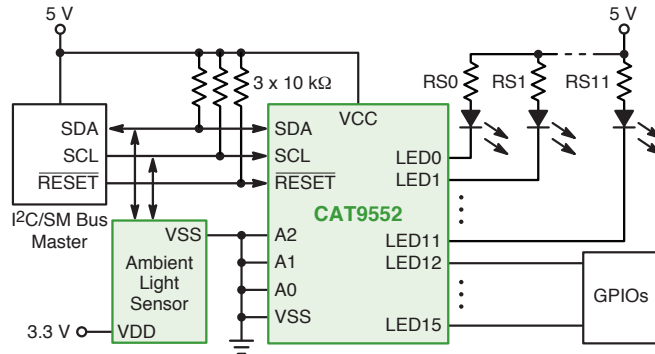 5 V
5 V
RS0
RS1
RS11
3 x 10 kΩ
VCC
SDA
SCL
RESET
SDA
SCL
RESET
LED0
LED1
CAT9552
I²C/SM Bus
Master
VSS
Ambient
Light
Sensor
VDD
3.3 V
A2
A1
A0
VSS
LED11
LED12
LED15
GPIOs